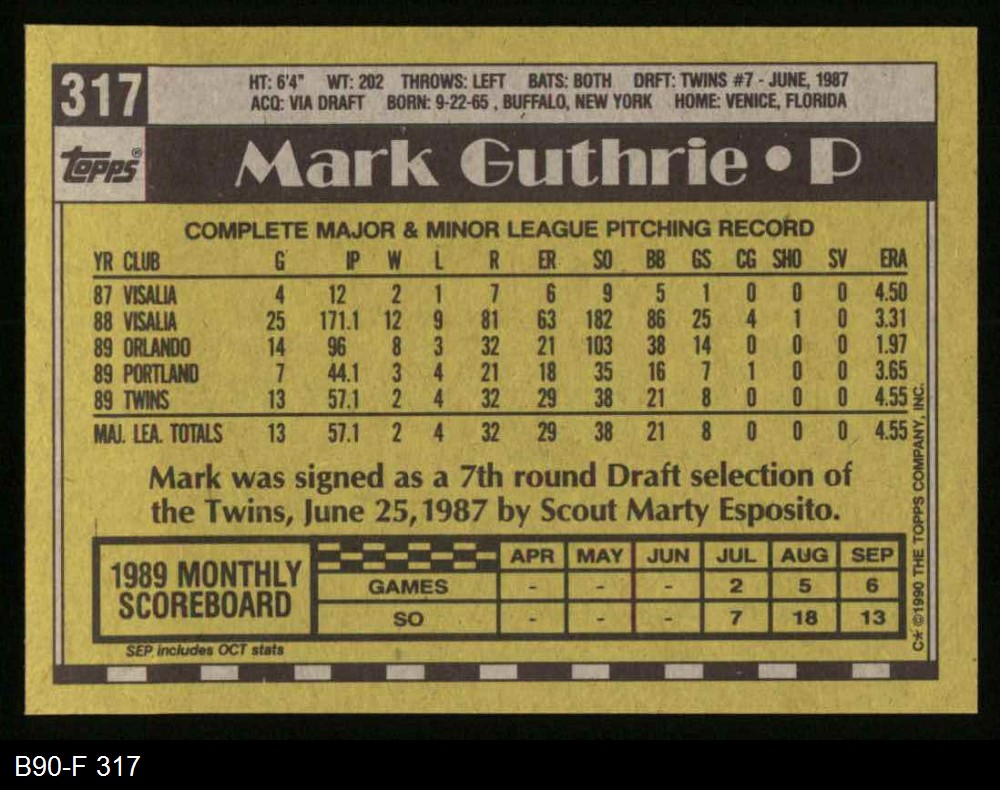 317
HT: 6'4" WT: 202 THROWS: LEFT BATS: BOTH DRFT: TWINS #7 - JUNE, 1987
ACQ: VIA DRAFT BORN: 9-22-65 , BUFFALO, NEW YORK HOME: VENICE, FLORIDA
TOPPS®
Mark Guthrie • P
COMPLETE MAJOR & MINOR LEAGUE PITCHING RECORD
YR CLUB G IP W L R ER SO BB GS CG SHO SV ERA
87 VISALIA 4 12 2 1 7 6 9 5 1 0 0 0 4.50
88 VISALIA 25 171.1 12 9 81 63 182 86 25 4 1 0 3.31
89 ORLANDO 14 96 8 3 32 21 103 38 14 0 0 0 1.97
89 PORTLAND 7 44.1 3 4 21 18 35 16 7 1 0 0 3.65
89 TWINS 13 57.1 2 4 32 29 38 21 8 0 0 0 4.55
MAJ. LEA. TOTALS 13 57.1 2 4 32 29 38 21 8 0 0 0 4.55
Mark was signed as a 7th round Draft selection of
the Twins, June 25, 1987 by Scout Marty Esposito.
1989 MONTHLY
SCOREBOARD
APR MAY JUN JUL AUG SEP
GAMES - - - 2 5 6
SO - - - 7 18 13
SEP includes OCT stats
C* ©1990 THE TOPPS COMPANY, INC.
B90-F 317